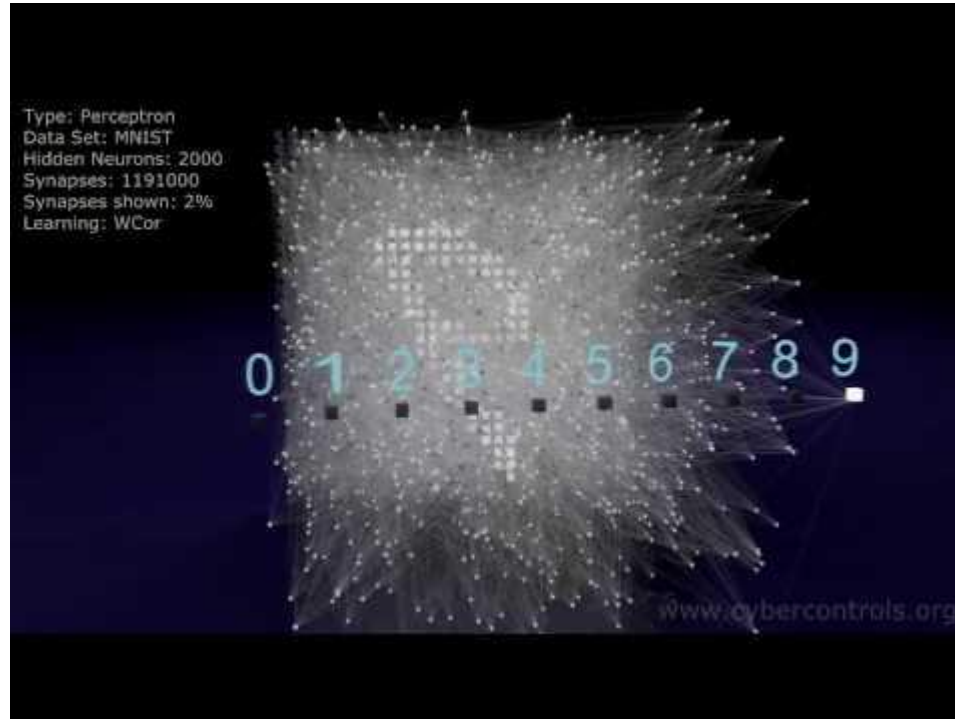 Type: Perceptron
Data Set: MNIST
Hidden Neurons: 2000
Synapses: 1191000
Synapses shown: 2%
Learning: WCor
0 1 2 3 4 5 6 7 8 9
www.cybercontrols.org